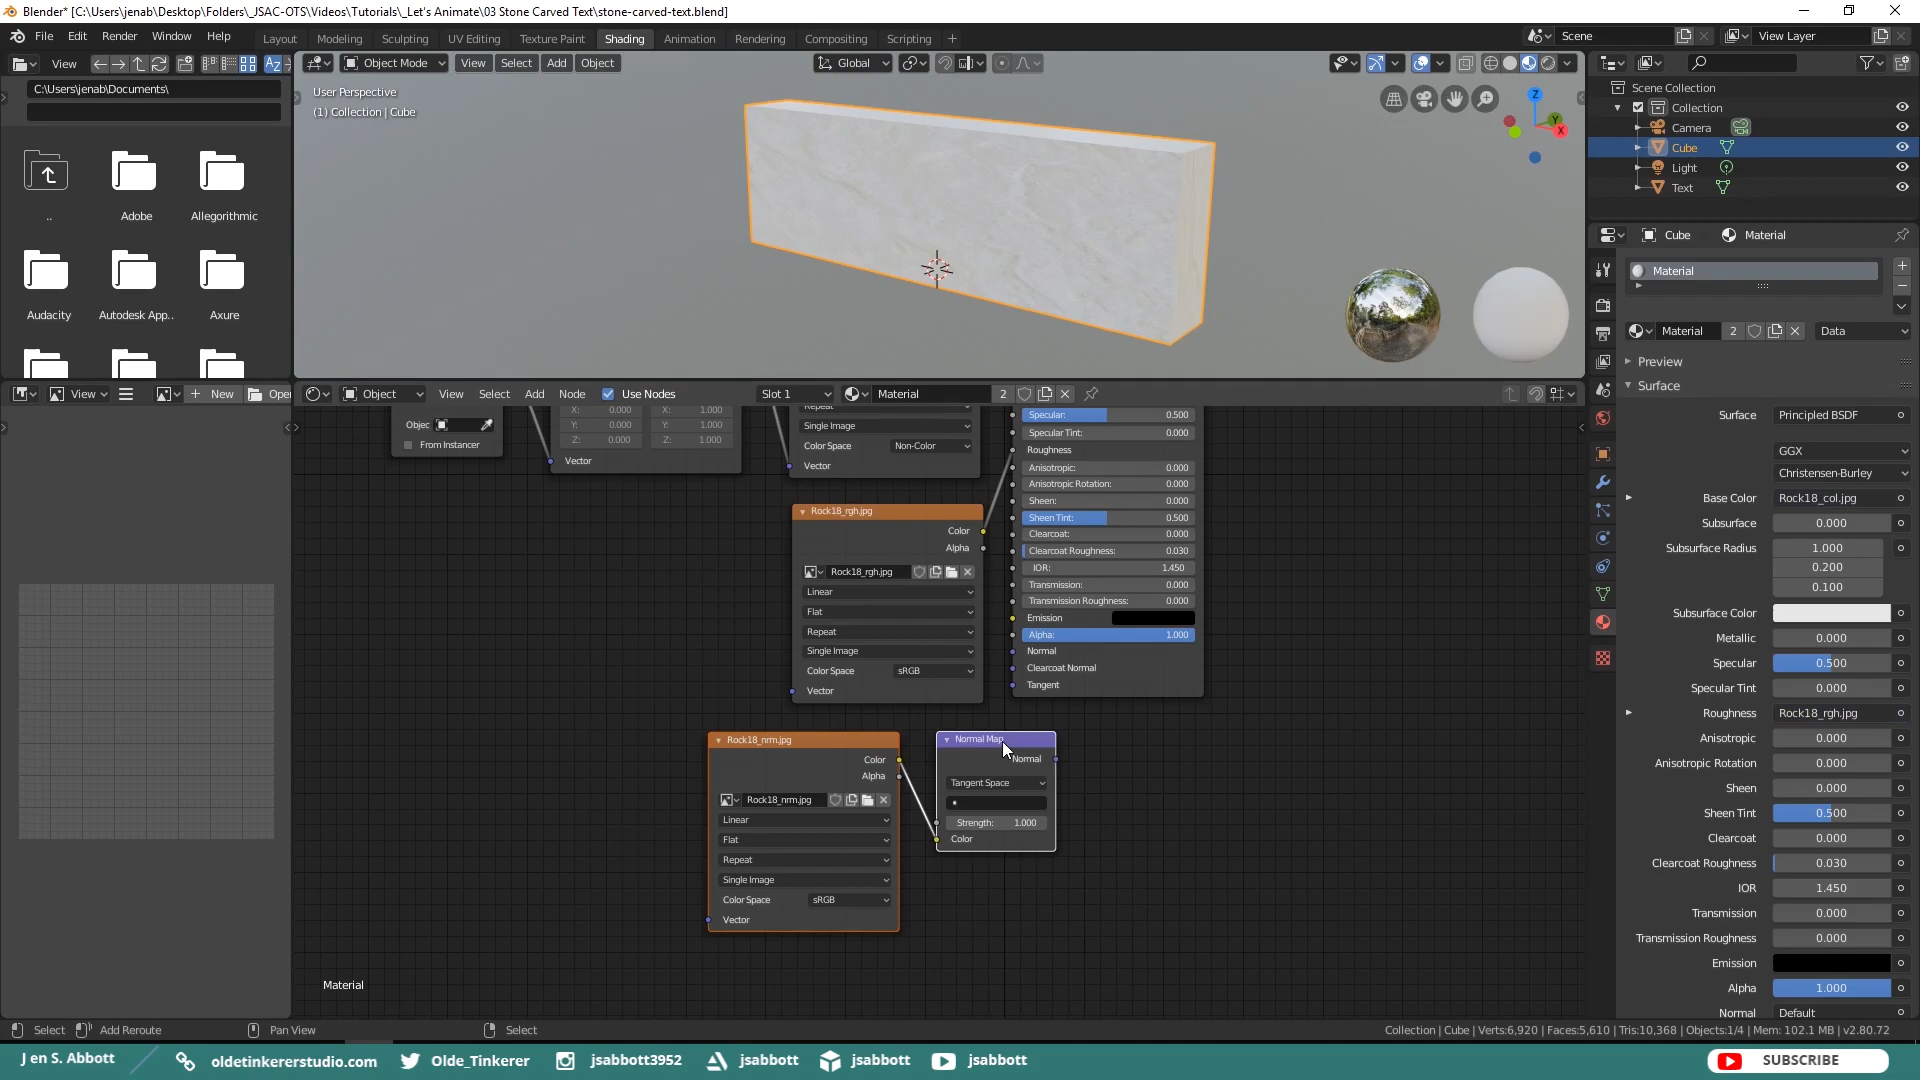 Blender* [C:\Users\jenab\Desktop\Folders\_JSAC-OTS\Videos\Tutorials\_Let's Animate\03 Stone Carved Text\stone-carved-text.blend]
File Edit Render Window Help
Layout Modeling Sculpting UV Editing Texture Paint Shading Animation Rendering Compositing Scripting +
Scene
View Layer
View
C:\Users\jenab\Documents\
..
Adobe
Allegorithmic
Audacity
Autodesk App..
Axure
Object Mode View Select Add Object
Global
User Perspective
(1) Collection | Cube
Z
Y
X
Scene Collection
Collection
Camera
Cube
Light
Text
Cube Material
Material
Material 2 Data
Preview
Surface
Surface Principled BSDF
GGX
Christensen-Burley
Base Color Rock18_col.jpg
Subsurface 0.000
Subsurface Radius 1.000
0.200
0.100
Subsurface Color
Metallic 0.000
Specular 0.500
Specular Tint 0.000
Roughness Rock18_rgh.jpg
Anisotropic 0.000
Anisotropic Rotation 0.000
Sheen 0.000
Sheen Tint 0.500
Clearcoat 0.000
Clearcoat Roughness 0.030
IOR 1.450
Transmission 0.000
Transmission Roughness 0.000
Emission
Alpha 1.000
Normal Default
View New Open
Object View Select Add Node Use Nodes Slot 1 Material 2
Objec
From Instancer
X: 0.000 X: 1.000
Y: 0.000 Y: 1.000
Z: 0.000 Z: 1.000
Vector
Repeat
Single Image
Color Space Non-Color
Vector
Specular: 0.500
Specular Tint: 0.000
Roughness
Anisotropic: 0.000
Anisotropic Rotation: 0.000
Sheen: 0.000
Sheen Tint: 0.500
Clearcoat: 0.000
Clearcoat Roughness: 0.030
IOR: 1.450
Transmission: 0.000
Transmission Roughness: 0.000
Emission
Alpha: 1.000
Normal
Clearcoat Normal
Tangent
Rock18_rgh.jpg
Color
Alpha
Rock18_rgh.jpg
Linear
Flat
Repeat
Single Image
Color Space sRGB
Vector
Rock18_nrm.jpg
Color
Alpha
Rock18_nrm.jpg
Linear
Flat
Repeat
Single Image
Color Space sRGB
Vector
Normal Map
Normal
Tangent Space
Strength: 1.000
Color
Material
Select Add Reroute Pan View Select
Collection | Cube | Verts:6,920 | Faces:5,610 | Tris:10,368 | Objects:1/4 | Mem: 102.1 MB | v2.80.72
Jen S. Abbott oldetinkererstudio.com Olde_Tinkerer jsabbott3952 jsabbott jsabbott jsabbott SUBSCRIBE